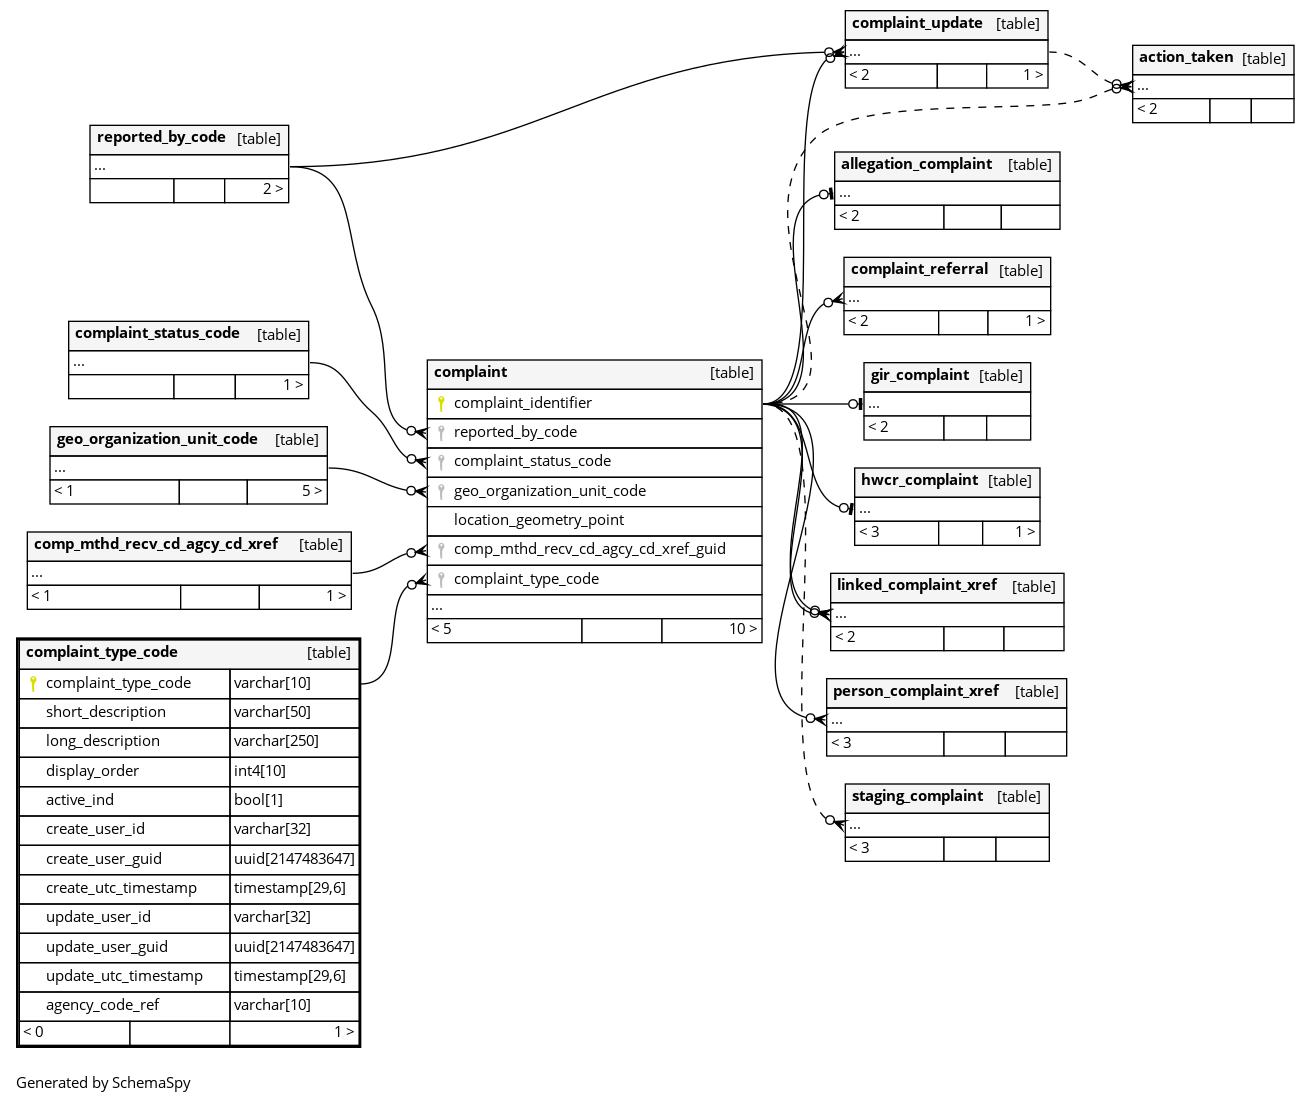 complaint_update [table]
...
< 2 1 >
action_taken [table]
...
< 2
reported_by_code [table]
...
2 >
allegation_complaint [table]
...
< 2
complaint_referral [table]
...
< 2 1 >
complaint_status_code [table]
...
1 >
complaint [table]
complaint_identifier
reported_by_code
complaint_status_code
geo_organization_unit_code
location_geometry_point
comp_mthd_recv_cd_agcy_cd_xref_guid
complaint_type_code
...
< 5 10 >
gir_complaint [table]
...
< 2
geo_organization_unit_code [table]
...
< 1 5 >
hwcr_complaint [table]
...
< 3 1 >
comp_mthd_recv_cd_agcy_cd_xref [table]
...
< 1 1 >
linked_complaint_xref [table]
...
< 2
complaint_type_code [table]
complaint_type_code varchar[10]
short_description varchar[50]
long_description varchar[250]
display_order int4[10]
active_ind bool[1]
create_user_id varchar[32]
create_user_guid uuid[2147483647]
create_utc_timestamp timestamp[29,6]
update_user_id varchar[32]
update_user_guid uuid[2147483647]
update_utc_timestamp timestamp[29,6]
agency_code_ref varchar[10]
< 0 1 >
person_complaint_xref [table]
...
< 3
staging_complaint [table]
...
< 3
Generated by SchemaSpy